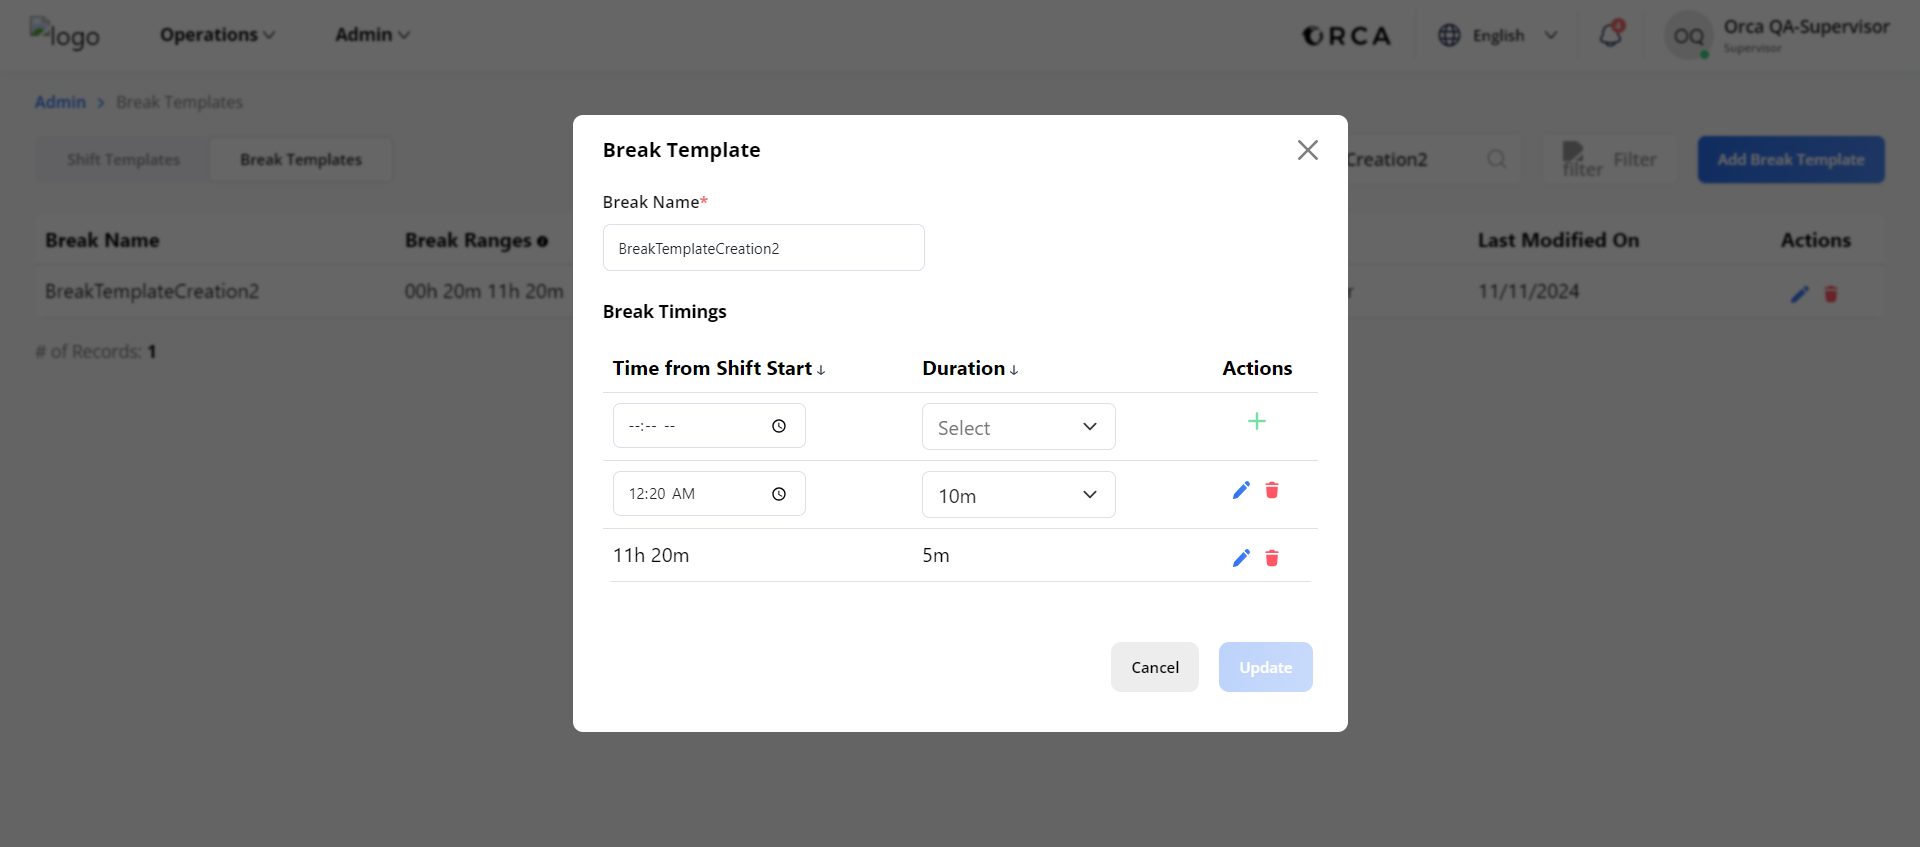 logo
Operations
Admin
ORCA
English
4
OQ
Orca QA-Supervisor
Supervisor
Admin > Break Templates
Shift Templates
Break Templates
Creation2
filter
Filter
Add Break Template
Break Name
Break Ranges
Last Modified On
Actions
BreakTemplateCreation2
00h 20m 11h 20m
r
11/11/2024
# of Records: 1
Break Template
Break Name*
BreakTemplateCreation2
Break Timings
Time from Shift Start ↓
Duration ↓
Actions
--:-- --
Select
12:20 AM
10m
11h 20m
5m
Cancel
Update